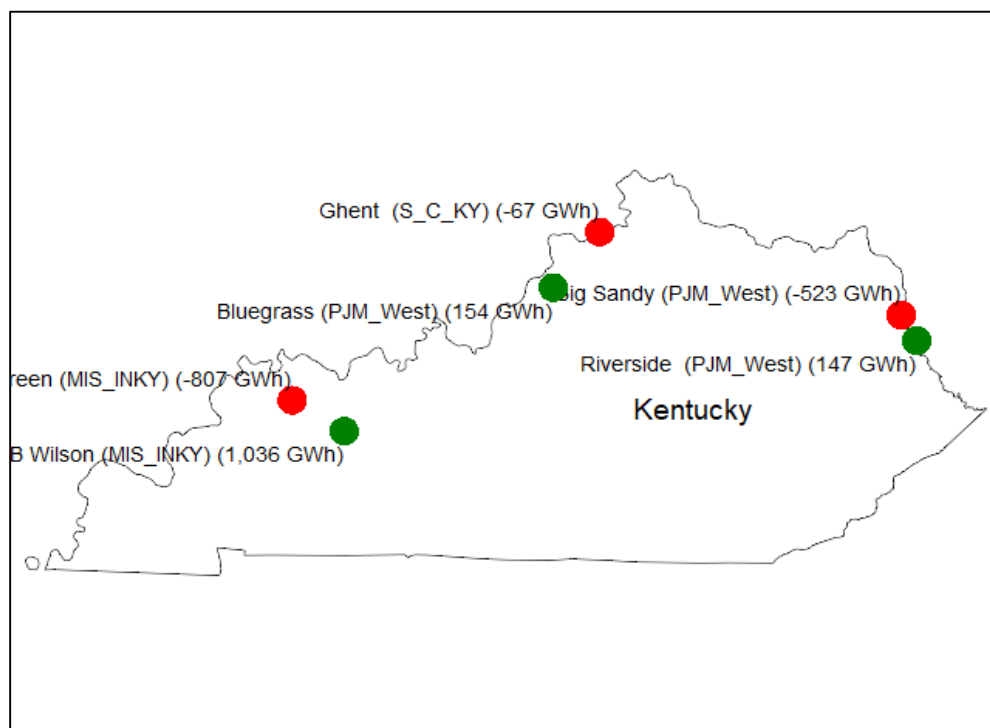 Ghent (S_C_KY) (-67 GWh)
ig Sandy (PJM_West) (-523 GWh)
Bluegrass (PJM_West) (154 GWh)
Riverside (PJM_West) (147 GWh)
reen (MIS_INKY) (-807 GWh)
Kentucky
B Wilson (MIS_INKY) (1,036 GWh)